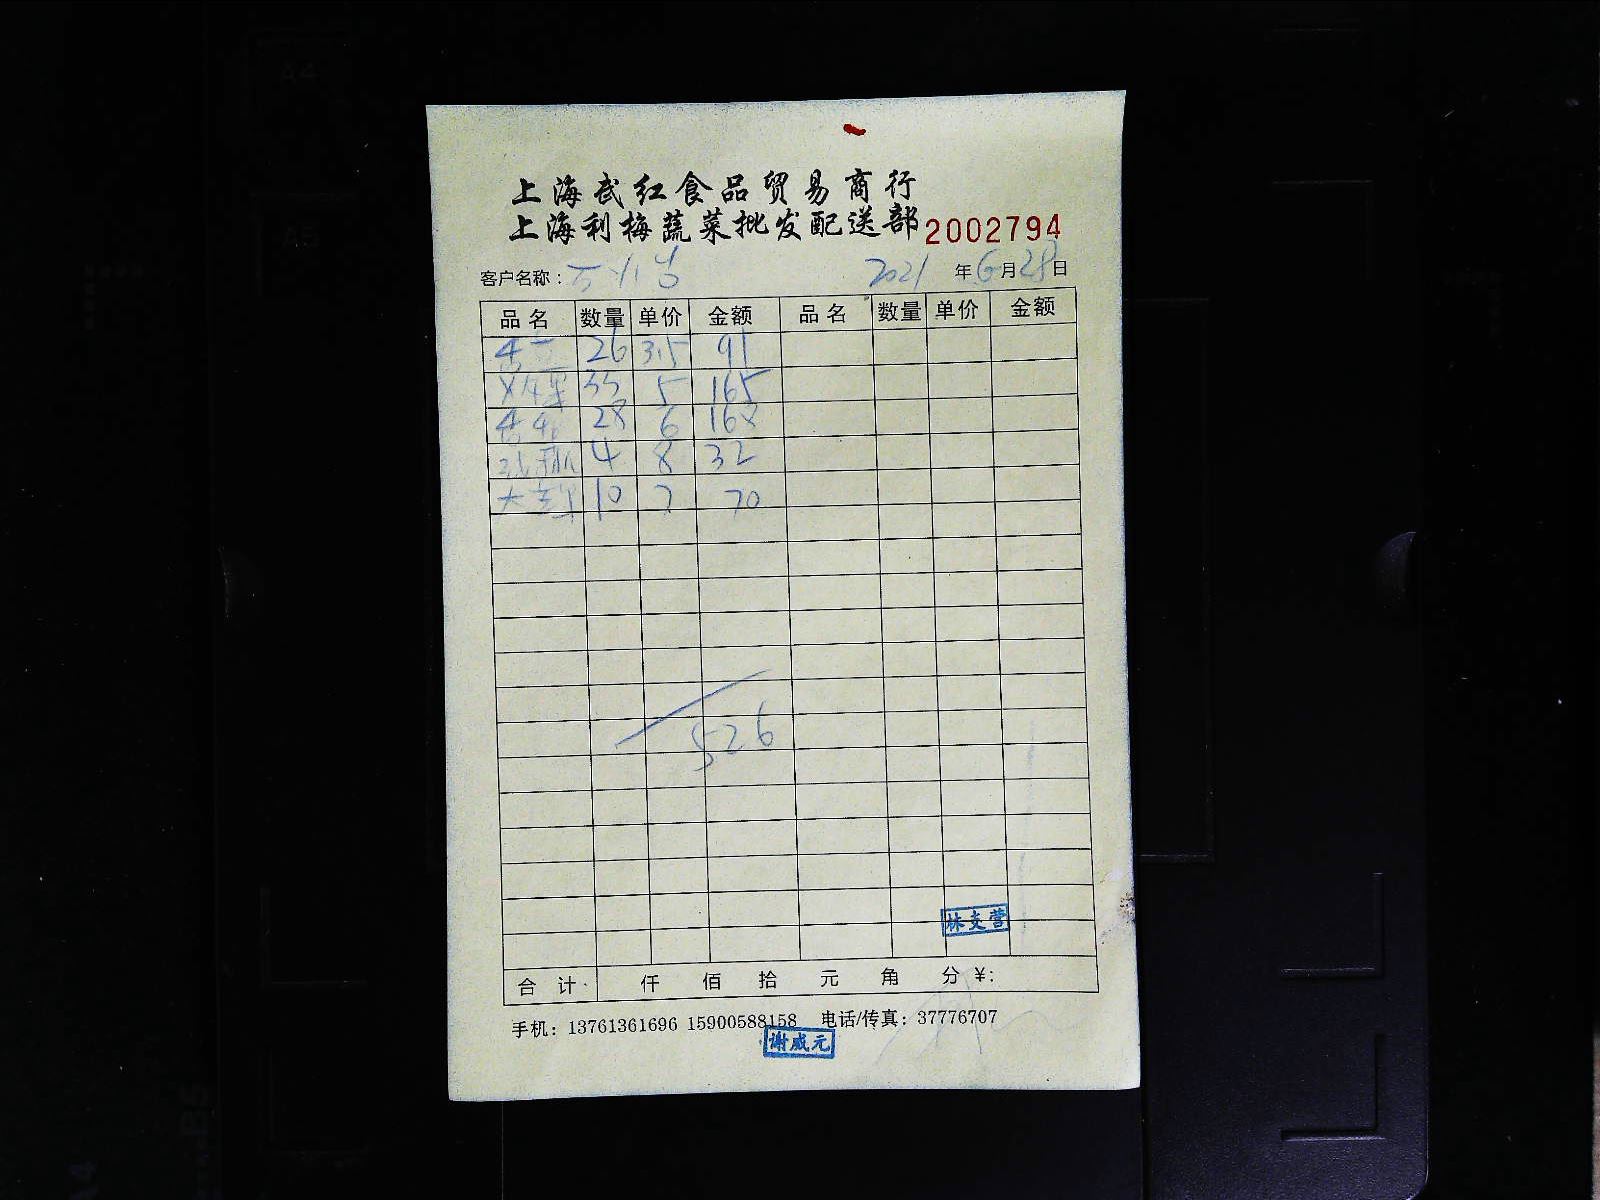 上海武红食品贸易商行
上海利梅蔬菜批发配送部 2002794
客户名称： 2021 年 6 月 28 日
品名 数量 单价 金额 品名 数量 单价 金额
26 3.5 91
33 5 165
28 6 168
4 8 32
大 10 7 70
526
林支营
合计 仟 佰 拾 元 角 分 ¥：
手机：13761361696 15900588158 电话/传真：37776707
谢威元